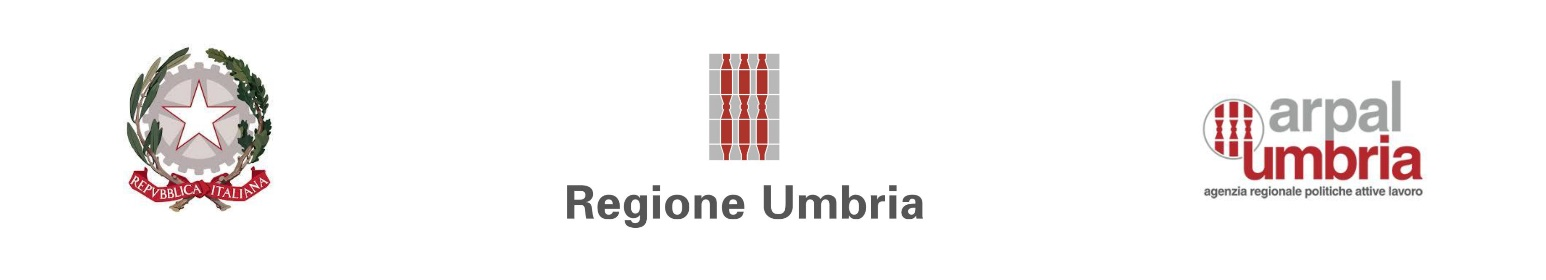 REPVBBLICA ITALIANA
Regione Umbria
arpal
umbria
agenzia regionale politiche attive lavoro